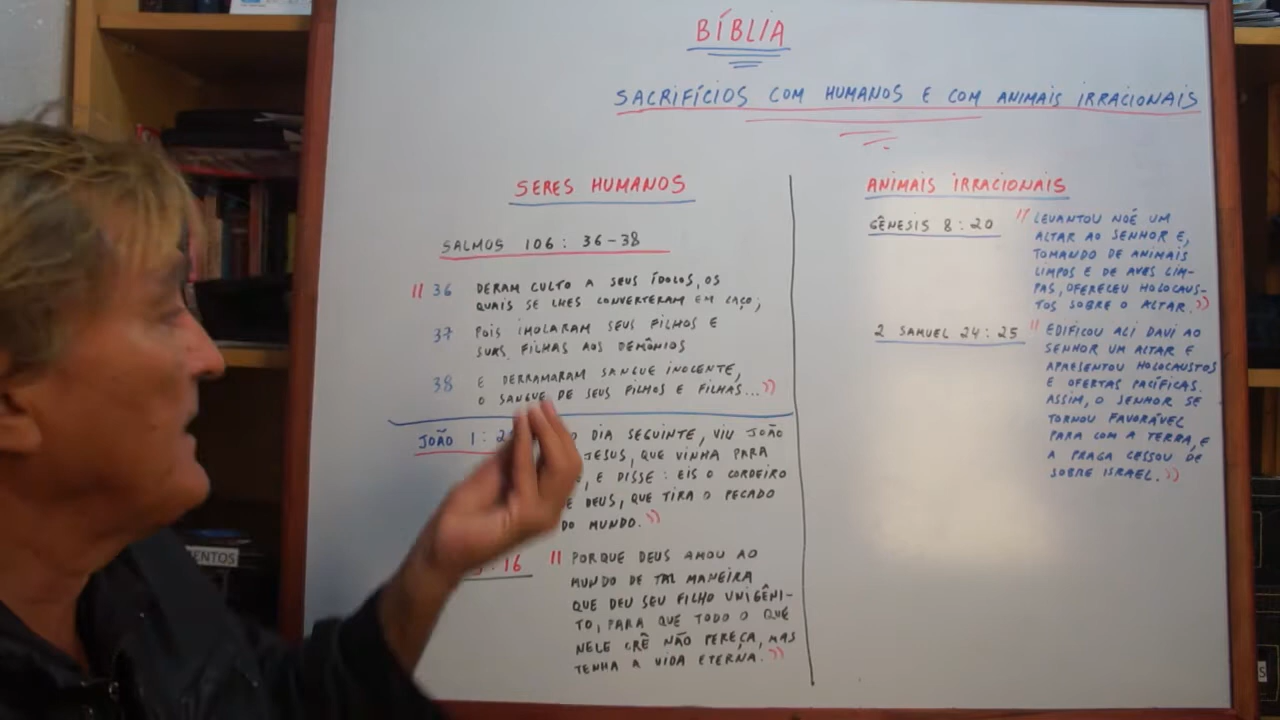 BÍBLIA
SACRIFÍCIOS COM HUMANOS E COM ANIMAIS IRRACIONAIS
SERES HUMANOS
SALMOS 106: 36-38
" 36 DERAM CULTO A SEUS ÍDOLOS, OS
QUAIS SE LHES CONVERTERAM EM LAÇO;
37 POIS IMOLARAM SEUS FILHOS E
SUAS FILHAS AOS DEMÔNIOS
38 E DERRAMARAM SANGUE INOCENTE,
O SANGUE DE SEUS FILHOS E FILHAS..."
JOÃO 1: 2 O DIA SEGUINTE, VIU JOÃO
JESUS, QUE VINHA PARA
, E DISSE: EIS O CORDEIRO
E DEUS, QUE TIRA O PECADO
DO MUNDO."
:16 " PORQUE DEUS AMOU AO
MUNDO DE TAL MANEIRA
QUE DEU SEU FILHO UNIGÊNI-
TO, PARA QUE TODO O QUE
NELE CRÊ NÃO PEREÇA, MAS
TENHA A VIDA ETERNA."
ANIMAIS IRRACIONAIS
GÊNESIS 8:20 " LEVANTOU NOÉ UM
ALTAR AO SENHOR E,
TOMANDO DE ANIMAIS
LIMPOS E DE AVES LIM-
PAS, OFERECEU HOLOCAUS-
TOS SOBRE O ALTAR."
2 SAMUEL 24:25 " EDIFICOU ALI DAVI AO
SENHOR UM ALTAR E
APRESENTOU HOLOCAUSTOS
E OFERTAS PACÍFICAS.
ASSIM, O SENHOR SE
TORNOU FAVORÁVEL
PARA COM A TERRA, E
A PRAGA CESSOU DE
SOBRE ISRAEL."
ENTOS